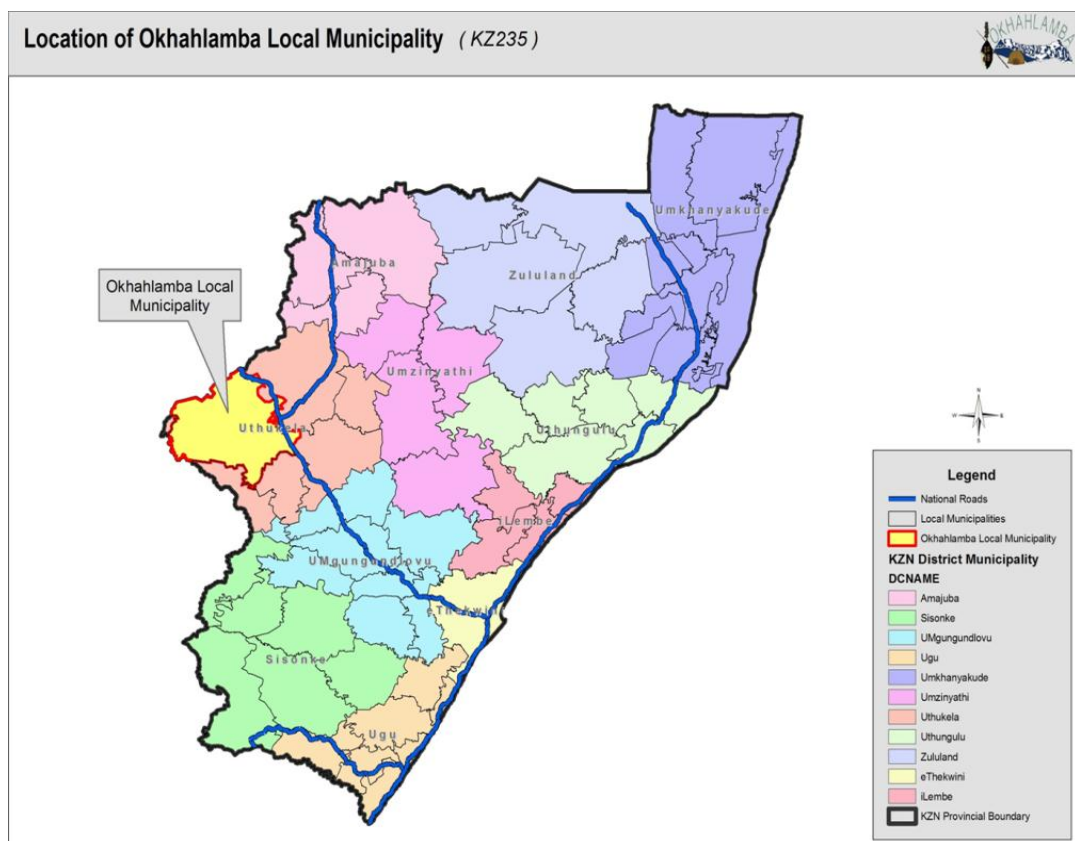 Location of Okhahlamba Local Municipality ( KZ235 )
OKHAHLAMBA
Umkhanyakude
Amajuba
Zululand
Okhahlamba Local
Municipality
Umzinyathi
Uthukela
Uthungulu
iLembe
UMgungundlovu
eThekwini
Sisonke
Ugu
N
W
E
S
Legend
National Roads
Local Municipalities
Okhahlamba Local Municipality
KZN District Municipality
DCNAME
Amajuba
Sisonke
UMgungundlovu
Ugu
Umkhanyakude
Umzinyathi
Uthukela
Uthungulu
Zululand
eThekwini
iLembe
KZN Provincial Boundary